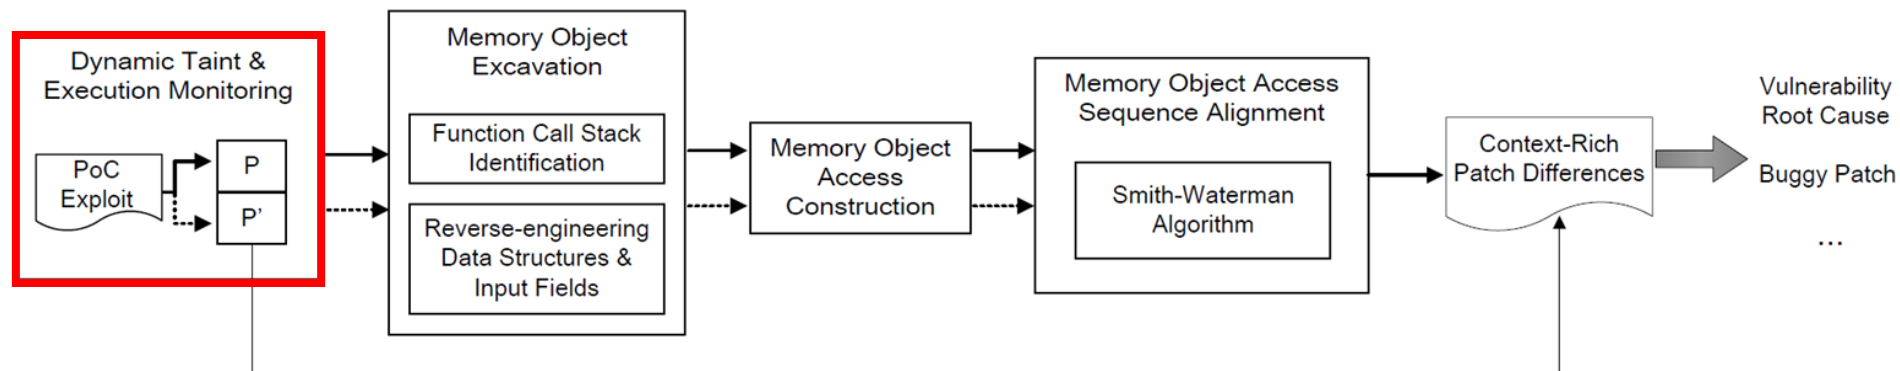 Dynamic Taint &
Execution Monitoring
PoC
Exploit
P
P’
Memory Object
Excavation
Function Call Stack
Identification
Reverse-engineering
Data Structures &
Input Fields
Memory Object
Access
Construction
Memory Object Access
Sequence Alignment
Smith-Waterman
Algorithm
Context-Rich
Patch Differences
Vulnerability
Root Cause
Buggy Patch
...